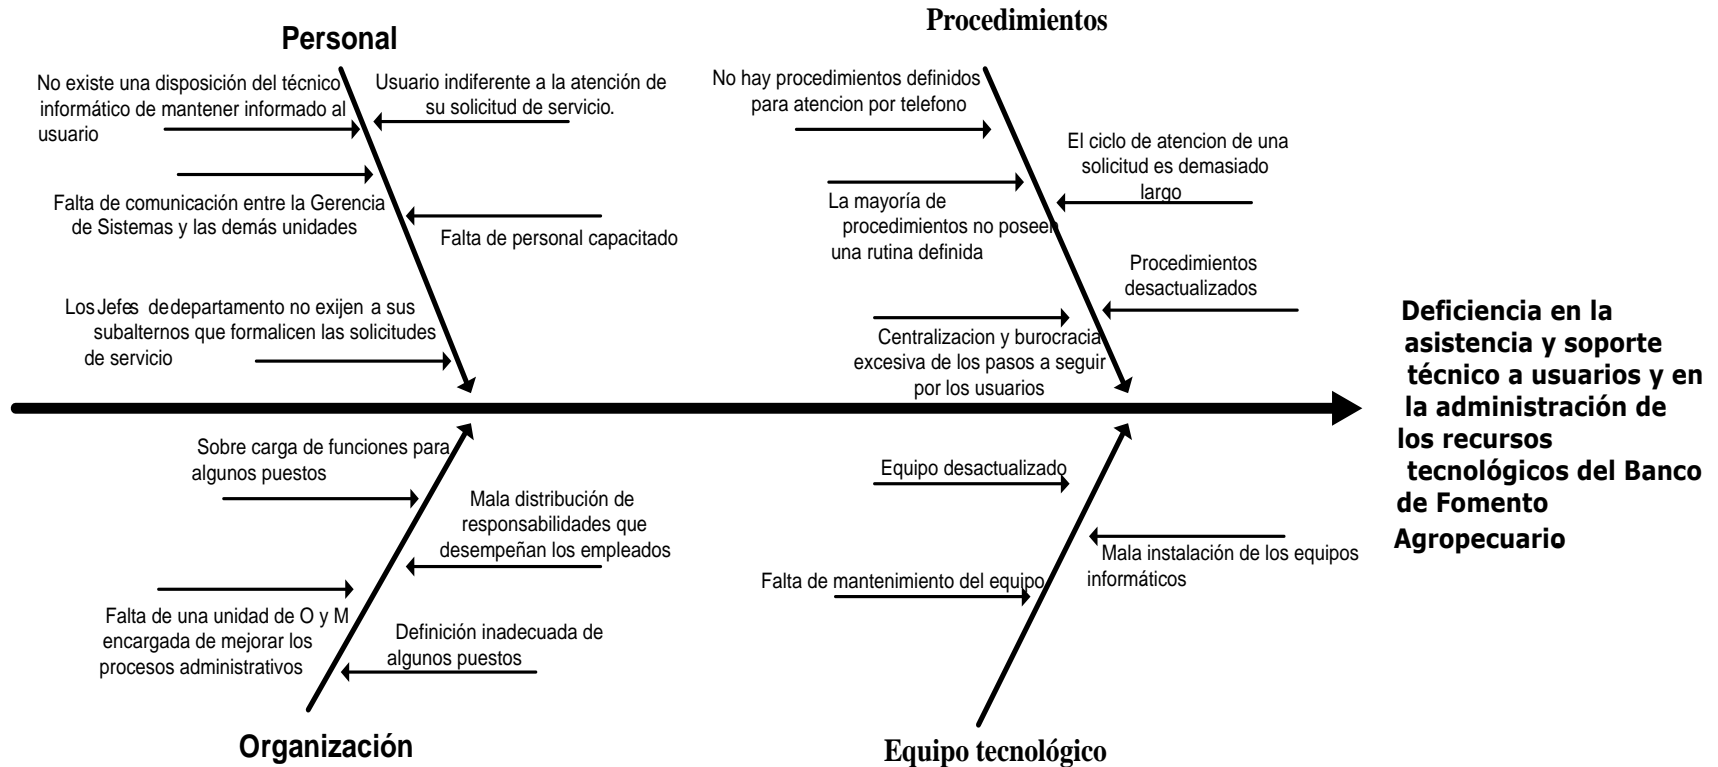 Personal
No existe una disposición del técnico
informático de mantener informado al
usuario
Usuario indiferente a la atención de
su solicitud de servicio.
Falta de comunicación entre la Gerencia
de Sistemas y las demás unidades
Falta de personal capacitado
Los Jefes de departamento no exijen a sus
subalternos que formalicen las solicitudes
de servicio
Procedimientos
No hay procedimientos definidos
para atencion por telefono
El ciclo de atencion de una
solicitud es demasiado
largo
La mayoría de
procedimientos no poseen
una rutina definida
Procedimientos
desactualizados
Centralizacion y burocracia
excesiva de los pasos a seguir
por los usuarios
Deficiencia en la
asistencia y soporte
técnico a usuarios y en
la administración de
los recursos
tecnológicos del Banco
de Fomento
Agropecuario
Sobre carga de funciones para
algunos puestos
Mala distribución de
responsabilidades que
desempeñan los empleados
Falta de una unidad de O y M
encargada de mejorar los
procesos administrativos
Definición inadecuada de
algunos puestos
Organización
Equipo desactualizado
Mala instalación de los equipos
informáticos
Falta de mantenimiento del equipo
Equipo tecnológico